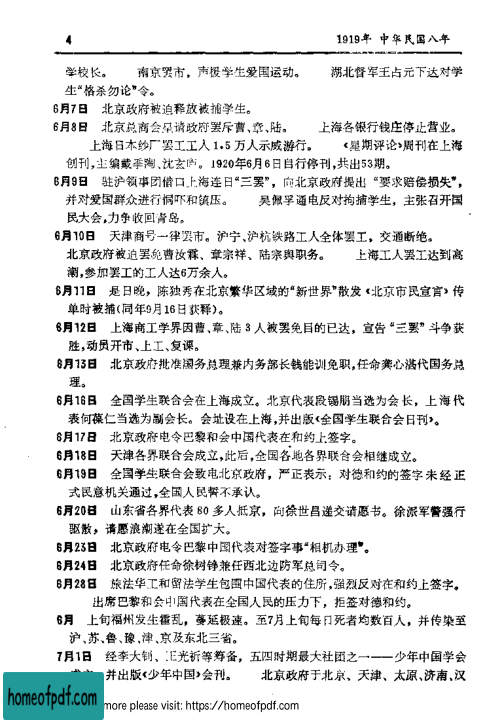 4 1919年 中华民国八年
学校长。 南京罢市，声援学生爱国运动。 湖北督军王占元下达对学
生“格杀勿论”令。
6月7日 北京政府被迫释放被捕学生。
6月8日 北京总商会呈请政府罢斥曹、章、陆。 上海各银行钱庄停止营业。
上海日本纱厂罢工工人1.5万人示威游行。 《星期评论》周刊在上海
创刊，主编戴季陶、沈玄庐。1920年6月6日自行停刊，共出53期。
6月9日 驻沪领事团借口上海连日“三罢”，向北京政府提出“要求赔偿损失”，
并对爱国群众进行恫吓和镇压。 吴佩孚通电反对拘捕学生，主张召开国
民大会，力争收回青岛。
6月10日 天津商号一律罢市。沪宁、沪杭铁路工人全体罢工，交通断绝。
北京政府被迫罢免曹汝霖、章宗祥、陆宗舆职务。 上海工人罢工达到高
潮，参加罢工的工人达6万余人。
6月11日 是日晚，陈独秀在北京繁华区域的“新世界”散发《北京市民宣言》传
单时被捕(同年9月16日获释)。
6月12日 上海商工学界因曹、章、陆3人被罢免目的已达，宣告“三罢”斗争获
胜，动员开市、上工、复课。
6月13日 北京政府批准国务总理兼内务部长钱能训免职，任命龚心湛代国务总
理。
6月16日 全国学生联合会在上海成立。北京代表段锡朋当选为会长，上海代
表何葆仁当选为副会长。会址设在上海，并出版《全国学生联合会日刊》。
6月17日 北京政府电令巴黎和会中国代表在和约上签字。
6月18日 天津各界联合会成立，此后，全国各地各界联合会相继成立。
6月19日 全国学生联合会致电北京政府，严正表示：对德和约的签字未经正
式民意机关通过，全国人民誓不承认。
6月20日 山东省各界代表80多人抵京，向徐世昌递交请愿书。徐派军警强行
驱散，请愿浪潮遂在全国扩大。
6月23日 北京政府电令巴黎中国代表对签字事“相机办理”。
6月24日 北京政府任命徐树铮兼任西北边防军总司令。
6月28日 旅法华工和留法学生包围中国代表的住所，强烈反对在和约上签字。
出席巴黎和会中国代表在全国人民的压力下，拒签对德和约。
6月 上旬福州发生霍乱，蔓延极速。至7月上旬每日死者均数百人，并传染至
沪、苏、鲁、豫、津、京及东北三省。
7月1日 经李大钊、王光祈等筹备，五四时期最大社团之一——少年中国学会
并出版《少年中国》会刊。 北京政府于北京、天津、太原、济南、汉
homeofpdf.com
more please visit: https://homeofpdf.com